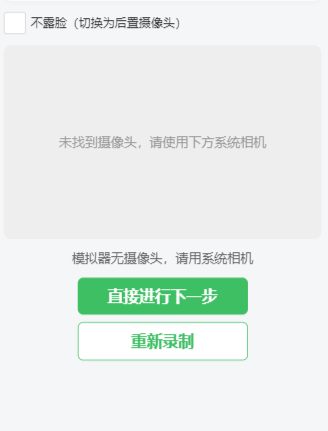 不露脸（切换为后置摄像头）
未找到摄像头，请使用下方系统相机
模拟器无摄像头，请用系统相机
直接进行下一步
重新录制